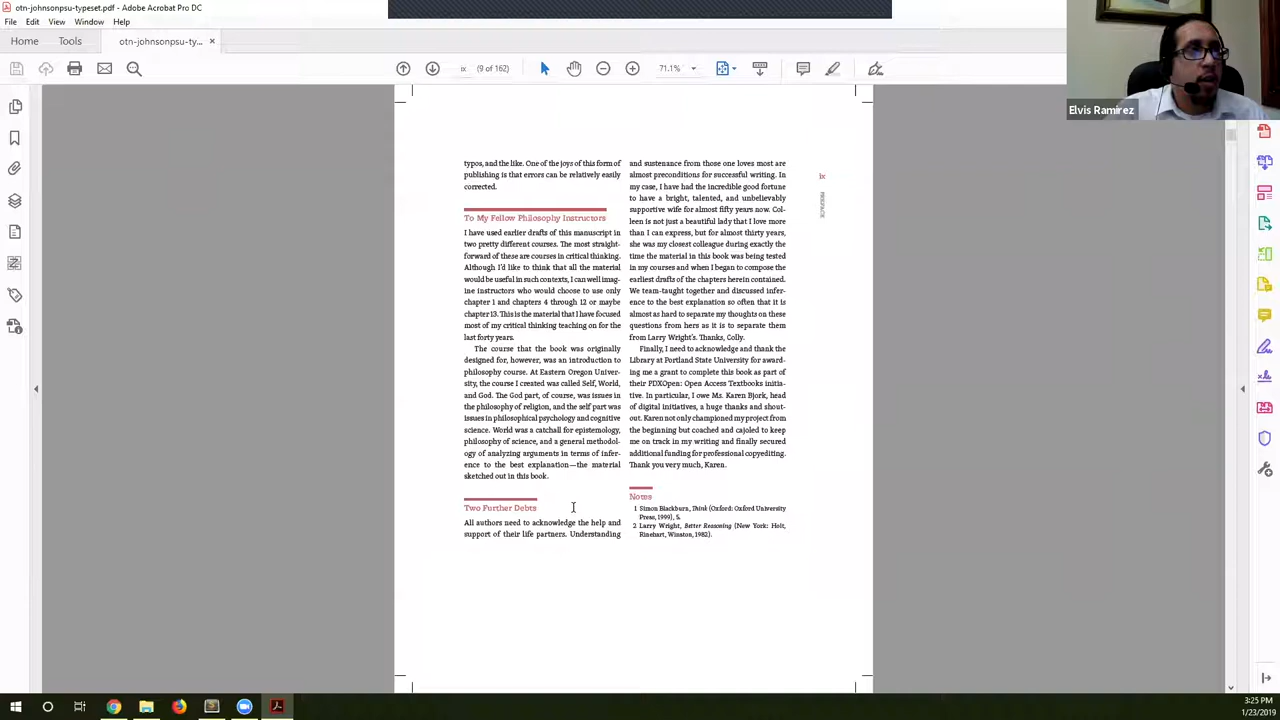 otn-johnsonpsu-typeset.pdf - Adobe Acrobat Pro DC
File Edit View Window Help
Home Tools otn-johnsonpsu-ty... ×
ix (9 of 162) 71.1%
Elvis Ramirez
typos, and the like. One of the joys of this form of
publishing is that errors can be relatively easily
corrected.
To My Fellow Philosophy Instructors
I have used earlier drafts of this manuscript in
two pretty different courses. The most straight-
forward of these are courses in critical thinking.
Although I'd like to think that all the material
would be useful in such contexts, I can well imag-
ine instructors who would choose to use only
chapter 1 and chapters 4 through 12 or maybe
chapter 13. This is the material that I have focused
most of my critical thinking teaching on for the
last forty years.
The course that the book was originally
designed for, however, was an introduction to
philosophy course. At Eastern Oregon Univer-
sity, the course I created was called Self, World,
and God. The God part, of course, was issues in
the philosophy of religion, and the self part was
issues in philosophical psychology and cognitive
science. World was a catchall for epistemology,
philosophy of science, and a general methodol-
ogy of analyzing arguments in terms of infer-
ence to the best explanation—the material
sketched out in this book.
Two Further Debts
All authors need to acknowledge the help and
support of their life partners. Understanding
and sustenance from those one loves most are
almost preconditions for successful writing. In
my case, I have had the incredible good fortune
to have a bright, talented, and unbelievably
supportive wife for almost fifty years now. Col-
leen is not just a beautiful lady that I love more
than I can express, but for almost thirty years,
she was my closest colleague during exactly the
time the material in this book was being tested
in my courses and when I began to compose the
earliest drafts of the chapters herein contained.
We team-taught together and discussed infer-
ence to the best explanation so often that it is
almost as hard to separate my thoughts on these
questions from hers as it is to separate them
from Larry Wright's. Thanks, Colly.
Finally, I need to acknowledge and thank the
Library at Portland State University for award-
ing me a grant to complete this book as part of
their PDXOpen: Open Access Textbooks initia-
tive. In particular, I owe Ms. Karen Bjork, head
of digital initiatives, a huge thanks and shout-
out. Karen not only championed my project from
the beginning but coached and cajoled to keep
me on track in my writing and finally secured
additional funding for professional copyediting.
Thank you very much, Karen.
Notes
1 Simon Blackburn, Think (Oxford: Oxford University
Press, 1999), 5.
2 Larry Wright, Better Reasoning (New York: Holt,
Rinehart, Winston, 1982).
ix
PREFACE
3:25 PM
1/23/2019